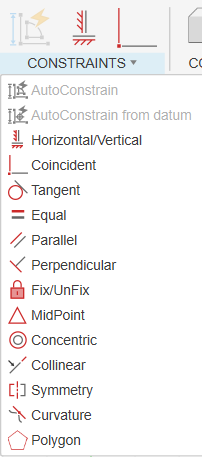 CONSTRAINTS
AutoConstrain
AutoConstrain from datum
Horizontal/Vertical
Coincident
Tangent
Equal
Parallel
Perpendicular
Fix/UnFix
MidPoint
Concentric
Collinear
Symmetry
Curvature
Polygon